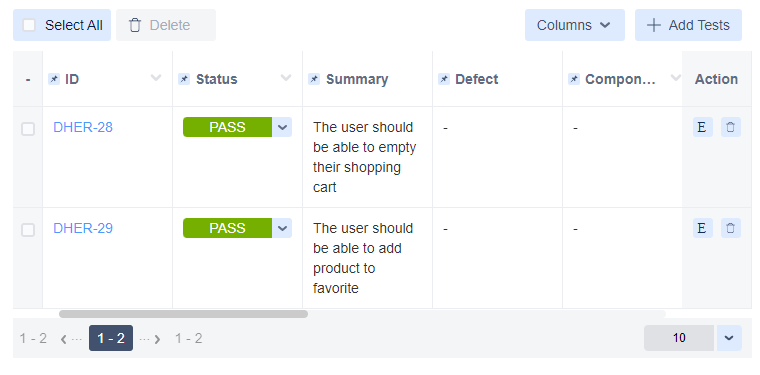 Select All Delete Columns Add Tests
- ID Status Summary Defect Compon... Action
DHER-28 PASS The user should - - E
be able to empty
their shopping
cart
DHER-29 PASS The user should - - E
be able to add
product to
favorite
1 - 2 ... 1 - 2 ... 1 - 2 10